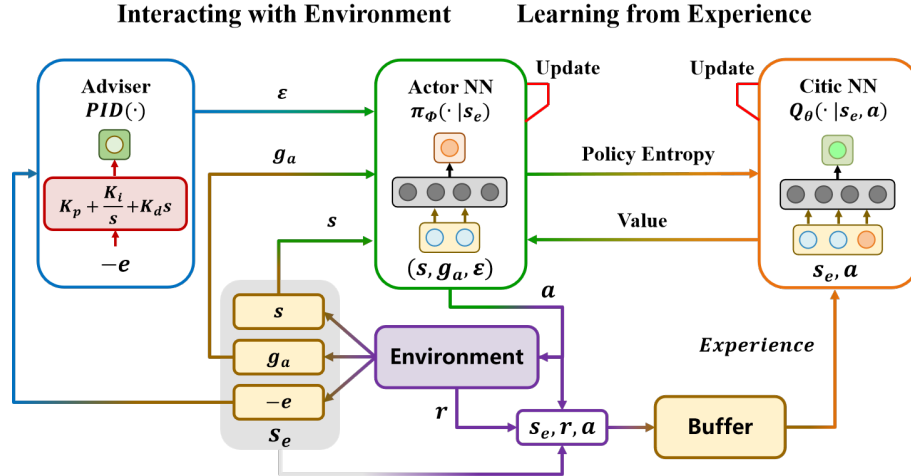 Interacting with Environment
Learning from Experience
Adviser
PID(·)
K_p + K_i/s + K_d s
−e
ε
g_a
s
Actor NN
π_Φ(· |s_e)
(s, g_a, ε)
Update
Update
Citic NN
Q_θ(· |s_e, a)
s_e, a
Policy Entropy
Value
a
s
g_a
−e
s_e
Environment
r
s_e, r, a
Buffer
Experience